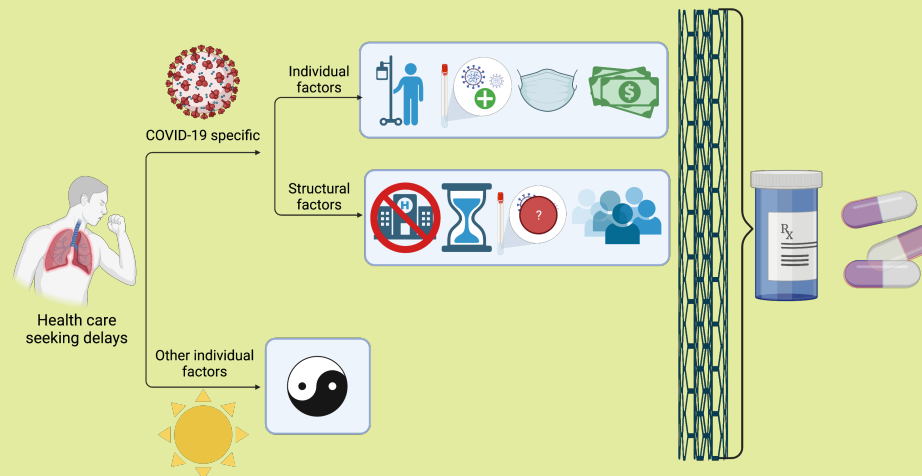 COVID-19 specific
Individual
factors
$
Structural
factors
H
?
Health care
seeking delays
Other individual
factors
Rx